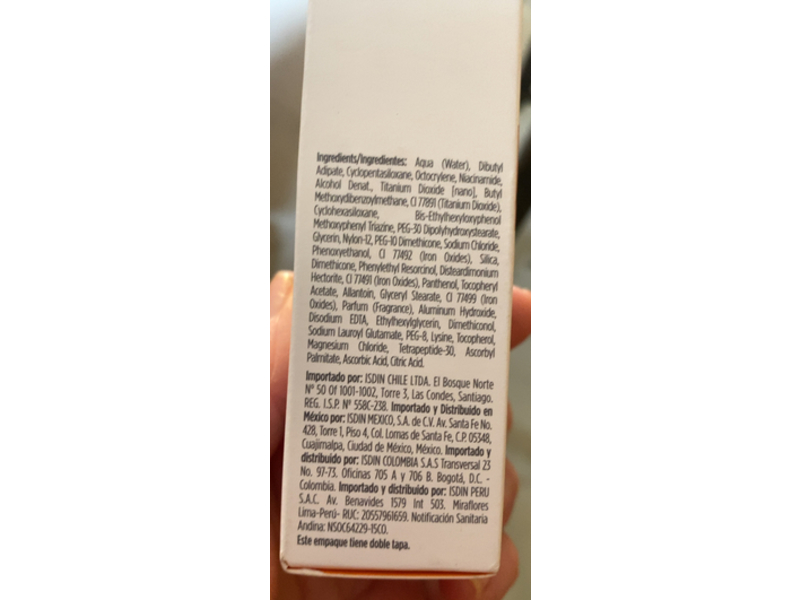 Ingredients/Ingredientes: Aqua (Water), Dibutyl
Adipate, Cyclopentasiloxane, Octocrylene, Niacinamide,
Alcohol Denat., Titanium Dioxide [nano], Butyl
Methoxydibenzoylmethane, CI 77891 (Titanium Dioxide),
Cyclohexasiloxane, Bis-Ethylhexyloxyphenol
Methoxyphenyl Triazine, PEG-30 Dipolyhydroxystearate,
Glycerin, Nylon-12, PEG-10 Dimethicone, Sodium Chloride,
Phenoxyethanol, CI 77492 (Iron Oxides), Silica,
Dimethicone, Phenylethyl Resorcinol, Disteardimonium
Hectorite, CI 77491 (Iron Oxides), Panthenol, Tocopheryl
Acetate, Allantoin, Glyceryl Stearate, CI 77499 (Iron
Oxides), Parfum (Fragrance), Aluminum Hydroxide,
Disodium EDTA, Ethylhexylglycerin, Dimethiconol,
Sodium Lauroyl Glutamate, PEG-8, Lysine, Tocopherol,
Magnesium Chloride, Tetrapeptide-30, Ascorbyl
Palmitate, Ascorbic Acid, Citric Acid.
Importado por: ISDIN CHILE LTDA. El Bosque Norte
N° 50 Of 1001-1002, Torre 3, Las Condes, Santiago.
REG. I.S.P. N° 558C-238. Importado y Distribuido en
México por: ISDIN MEXICO, S.A. de C.V. Av. Santa Fe No.
428, Torre 1, Piso 4, Col. Lomas de Santa Fe, C.P. 05348,
Cuajimalpa, Ciudad de México, México. Importado y
distribuido por: ISDIN COLOMBIA S.A.S Transversal 23
No. 97-73. Oficinas 705 A y 706 B. Bogotá, D.C. -
Colombia. Importado y distribuido por: ISDIN PERU
S.A.C. Av. Benavides 1579 Int 503. Miraflores
Lima-Perú- RUC: 20557961659. Notificación Sanitaria
Andina: NSOC64229-15CO.
Este empaque tiene doble tapa.